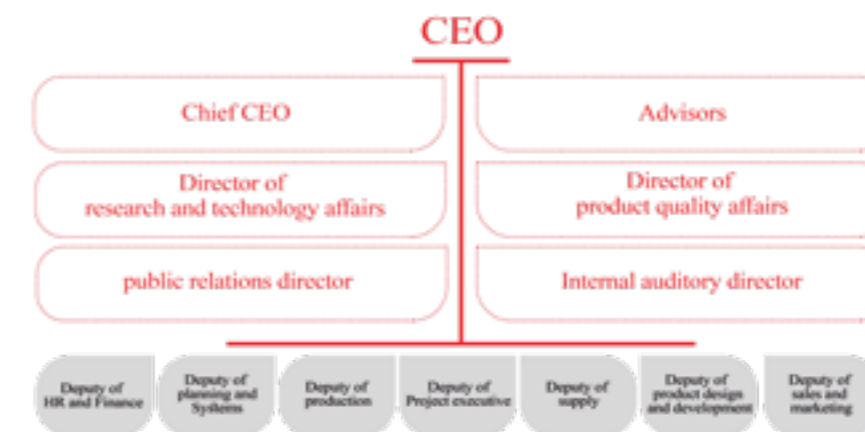 CEO
Chief CEO
Advisors
Director of
research and technology affairs
Director of
product quality affairs
public relations director
Internal auditory director
Deputy of
HR and Finance
Deputy of
planning and
Systems
Deputy of
production
Deputy of
Project executive
Deputy of
supply
Deputy of
product design
and development
Deputy of
sales and
marketing